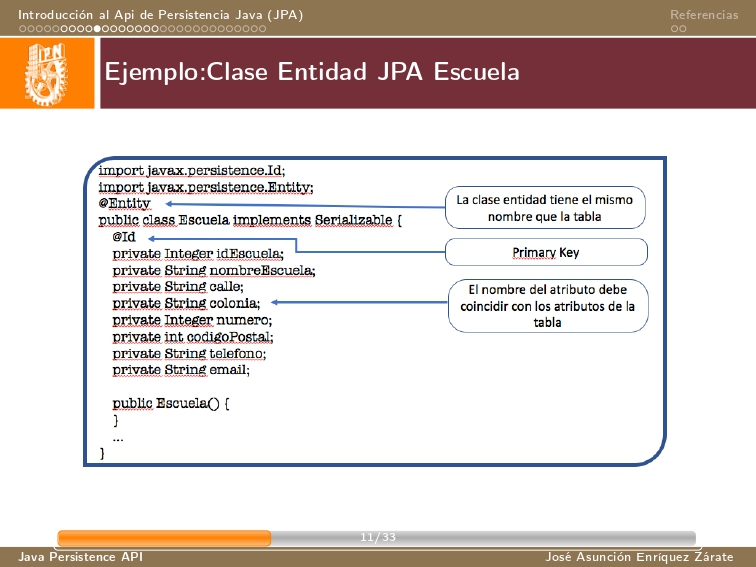 Introducción al Api de Persistencia Java (JPA)
Referencias
IPN
Ejemplo:Clase Entidad JPA Escuela
import javax.persistence.Id;
import javax.persistence.Entity;
@Entity
public class Escuela implements Serializable {
@Id
private Integer idEscuela;
private String nombreEscuela;
private String calle;
private String colonia;
private Integer numero;
private int codigoPostal;
private String telefono;
private String email;
public Escuela() {
}
...
}
La clase entidad tiene el mismo
nombre que la tabla
Primary Key
El nombre del atributo debe
coincidir con los atributos de la
tabla
11/33
Java Persistence API
José Asunción Enríquez Zárate